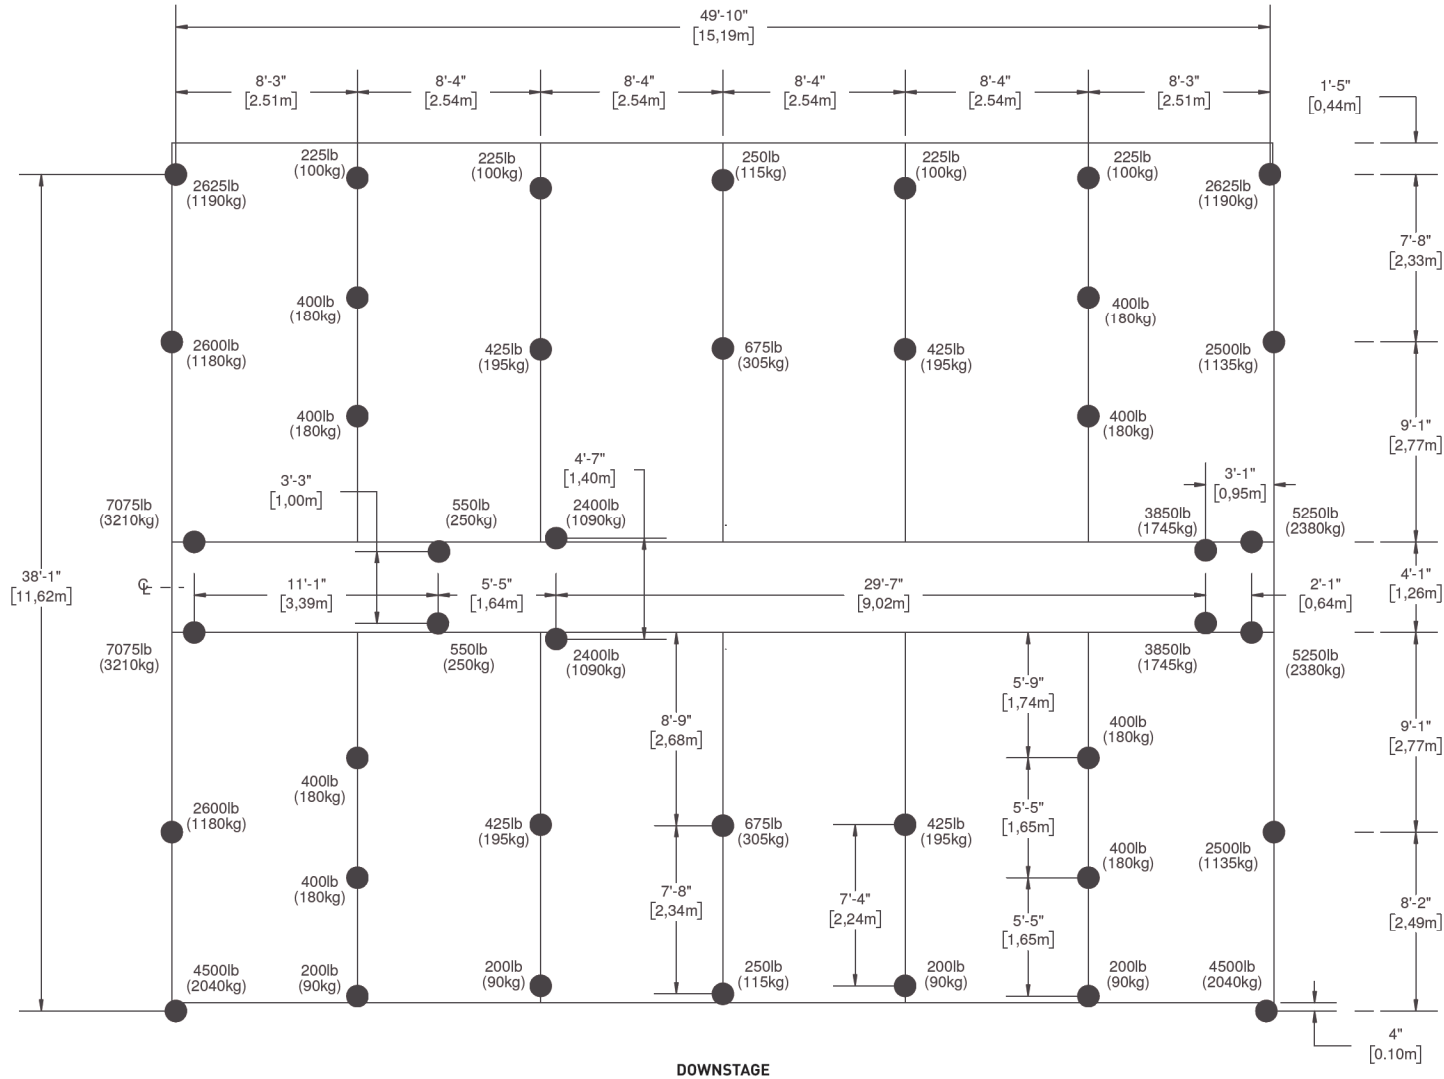 49'-10"
[15,19m]
8'-3"
[2.51m]
8'-4"
[2.54m]
8'-4"
[2.54m]
8'-4"
[2.54m]
8'-4"
[2.54m]
8'-3"
[2.51m]
1'-5"
[0,44m]
225lb
(100kg)
225lb
(100kg)
250lb
(115kg)
225lb
(100kg)
225lb
(100kg)
2625lb
(1190kg)
2625lb
(1190kg)
7'-8"
[2,33m]
400lb
(180kg)
400lb
(180kg)
2600lb
(1180kg)
425lb
(195kg)
675lb
(305kg)
425lb
(195kg)
2500lb
(1135kg)
400lb
(180kg)
400lb
(180kg)
9'-1"
[2,77m]
3'-3"
[1,00m]
4'-7"
[1,40m]
3'-1"
[0,95m]
7075lb
(3210kg)
550lb
(250kg)
2400lb
(1090kg)
3850lb
(1745kg)
5250lb
(2380kg)
38'-1"
[11,62m]
℄
11'-1"
[3,39m]
5'-5"
[1,64m]
29'-7"
[9,02m]
2'-1"
[0,64m]
4'-1"
[1,26m]
7075lb
(3210kg)
550lb
(250kg)
2400lb
(1090kg)
3850lb
(1745kg)
5250lb
(2380kg)
5'-9"
[1,74m]
8'-9"
[2,68m]
400lb
(180kg)
9'-1"
[2,77m]
400lb
(180kg)
2600lb
(1180kg)
425lb
(195kg)
675lb
(305kg)
425lb
(195kg)
5'-5"
[1,65m]
400lb
(180kg)
2500lb
(1135kg)
400lb
(180kg)
7'-8"
[2,34m]
7'-4"
[2,24m]
5'-5"
[1,65m]
8'-2"
[2,49m]
4500lb
(2040kg)
200lb
(90kg)
200lb
(90kg)
250lb
(115kg)
200lb
(90kg)
200lb
(90kg)
4500lb
(2040kg)
4"
[0.10m]
DOWNSTAGE